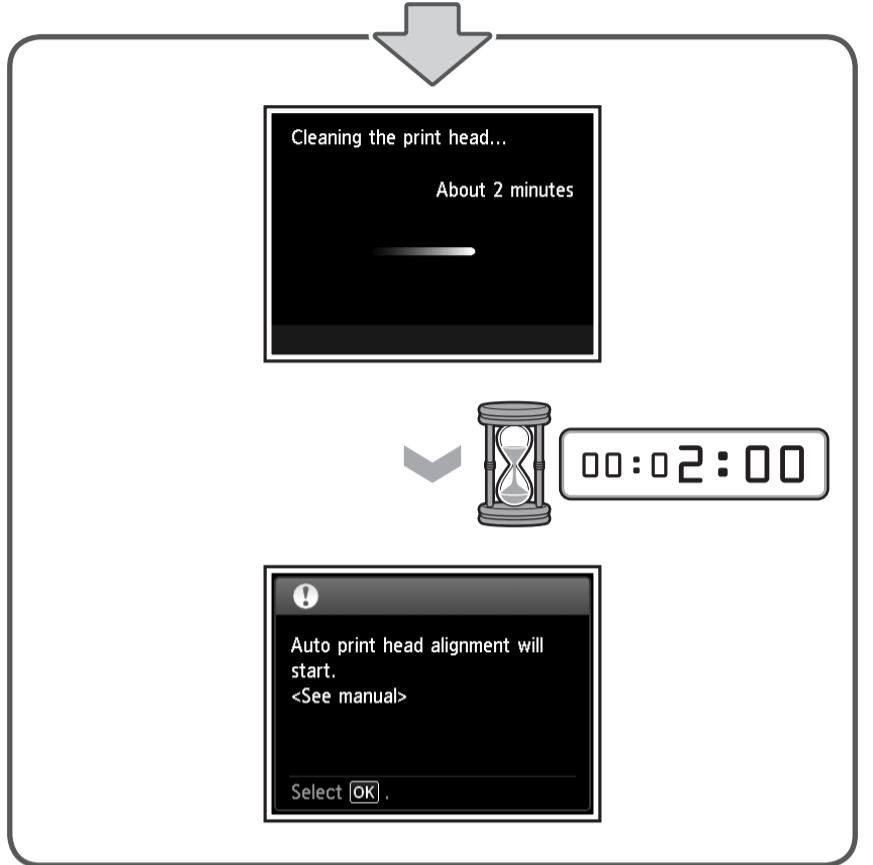 Cleaning the print head...
About 2 minutes
00:02:00
Auto print head alignment will
start.
<See manual>
Select OK .